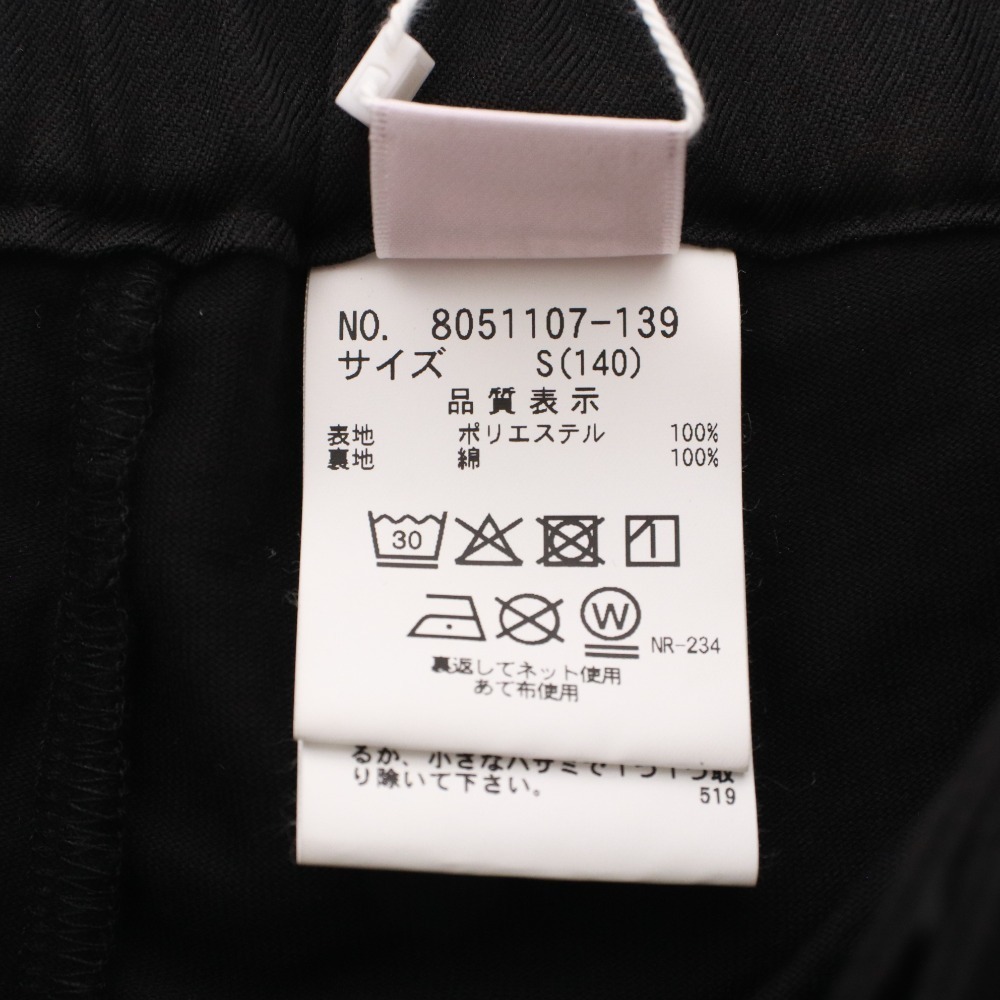 NO. 8051107-139
サイズ S(140)
品質表示
表地 ポリエステル 100%
裏地 綿 100%
30
W
NR-234
裏返してネット使用
あて布使用
るか、小さなハサミで1つ1つ取
り除いて下さい。
519